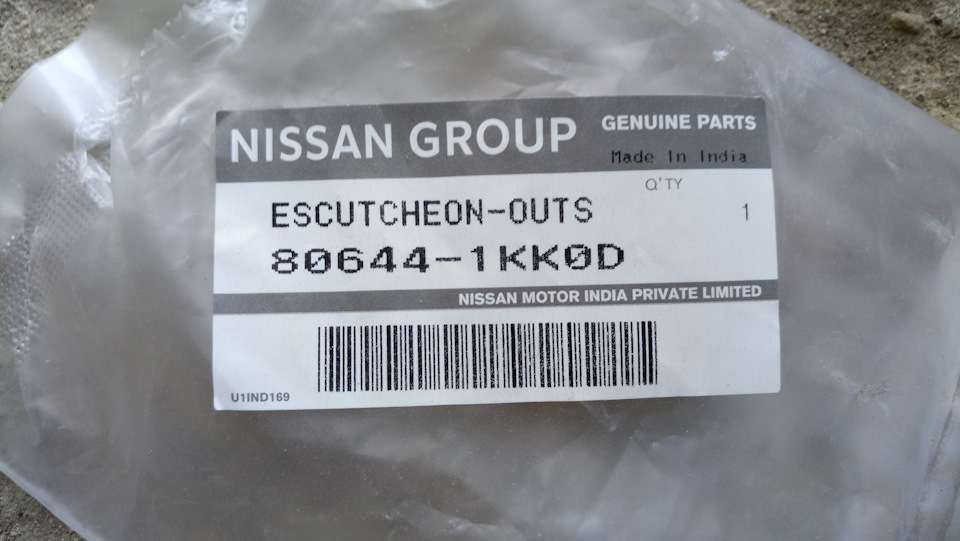 NISSAN GROUP
GENUINE PARTS
Made In India
Q'TY
ESCUTCHEON-OUTS 1
80644-1KK0D
NISSAN MOTOR INDIA PRIVATE LIMITED
U1IND169